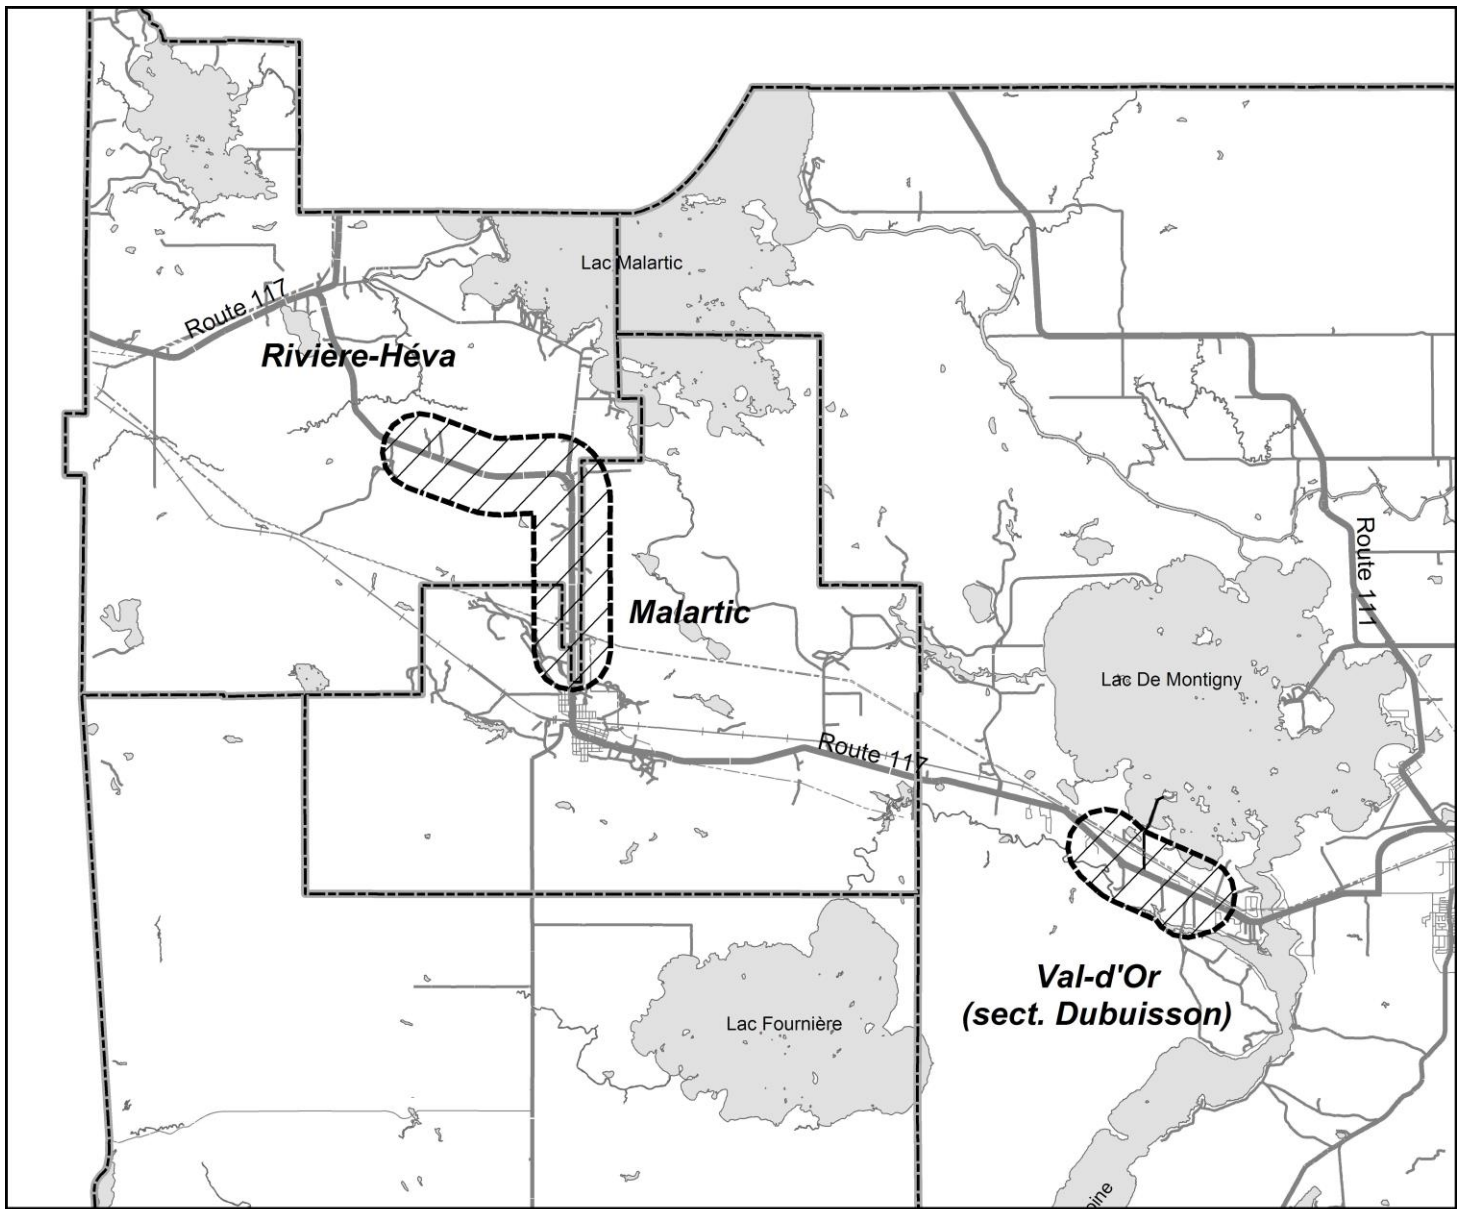 Lac Malartic
Route 117
Rivière-Héva
Route 111
Malartic
Lac De Montigny
Route 117
Val-d'Or
(sect. Dubuisson)
Lac Fournière